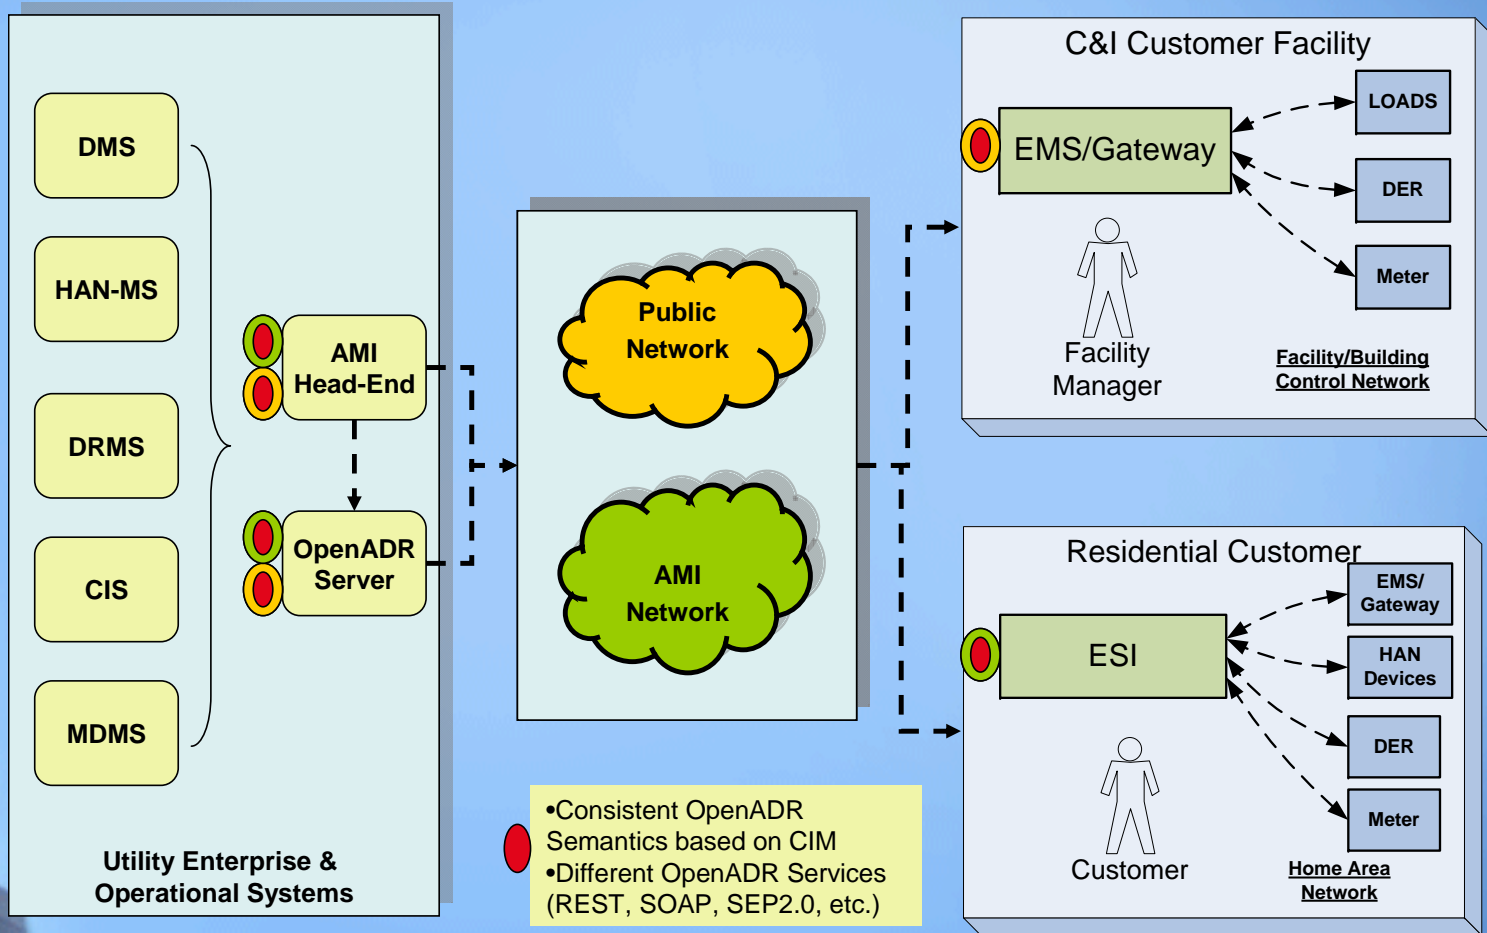 DMS
HAN-MS
DRMS
CIS
MDMS
AMI
Head-End
OpenADR
Server
Utility Enterprise &
Operational Systems
Public
Network
AMI
Network
•Consistent OpenADR
Semantics based on CIM
•Different OpenADR Services
(REST, SOAP, SEP2.0, etc.)
C&I Customer Facility
EMS/Gateway
LOADS
DER
Meter
Facility
Manager
Facility/Building
Control Network
Residential Customer
ESI
EMS/
Gateway
HAN
Devices
DER
Meter
Customer
Home Area
Network